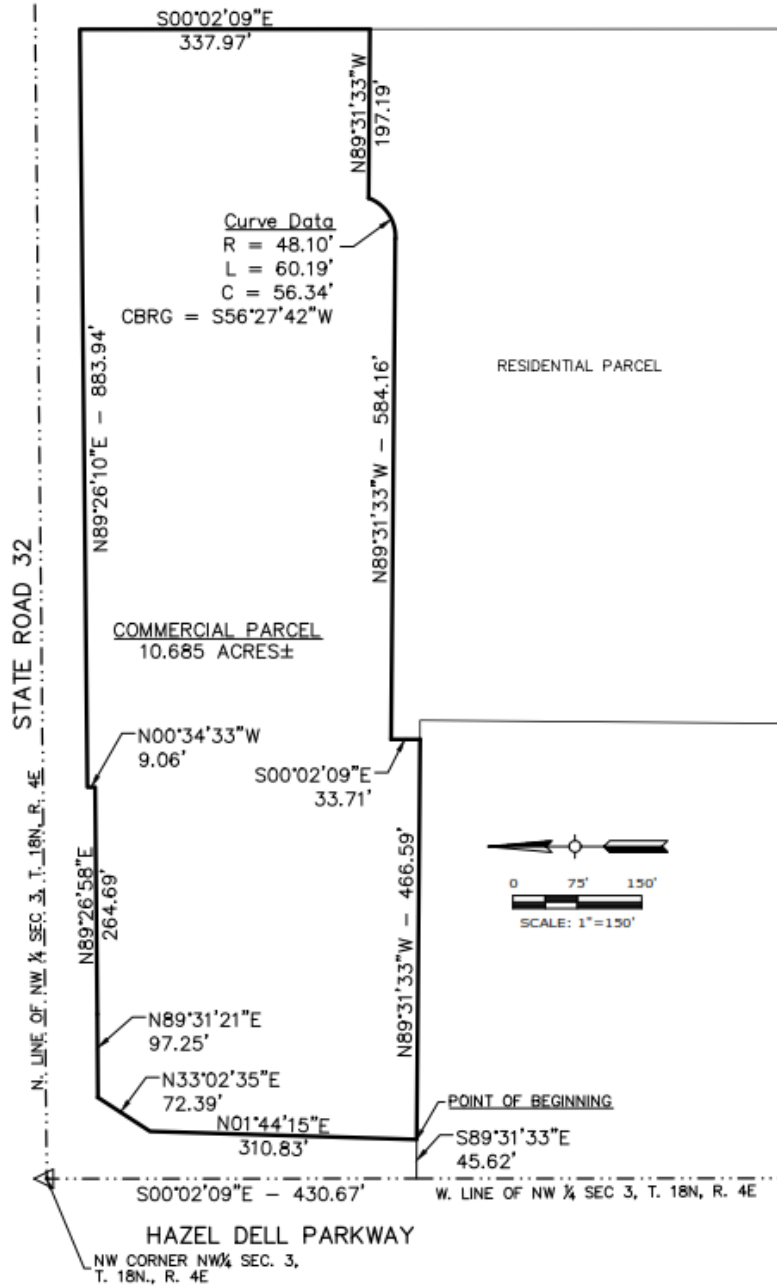 S00°02'09"E
337.97'
N89°31'33"W
197.19'
Curve Data
R = 48.10'
L = 60.19'
C = 56.34'
CBRG = S56°27'42"W
N89°26'10"E - 883.94'
RESIDENTIAL PARCEL
N89°31'33"W - 584.16'
STATE ROAD 32
COMMERCIAL PARCEL
10.685 ACRES±
N00°34'33"W
9.06'
S00°02'09"E
33.71'
N. LINE OF NW ¼ SEC 3, T. 18N, R. 4E
N89°26'58"E
264.69'
N89°31'33"W - 466.59'
0 75' 150'
SCALE: 1"=150'
N89°31'21"E
97.25'
N33°02'35"E
72.39'
N01°44'15"E
310.83'
POINT OF BEGINNING
S89°31'33"E
45.62'
S00°02'09"E - 430.67'
W. LINE OF NW ¼ SEC 3, T. 18N, R. 4E
HAZEL DELL PARKWAY
NW CORNER NW¼ SEC. 3,
T. 18N., R. 4E